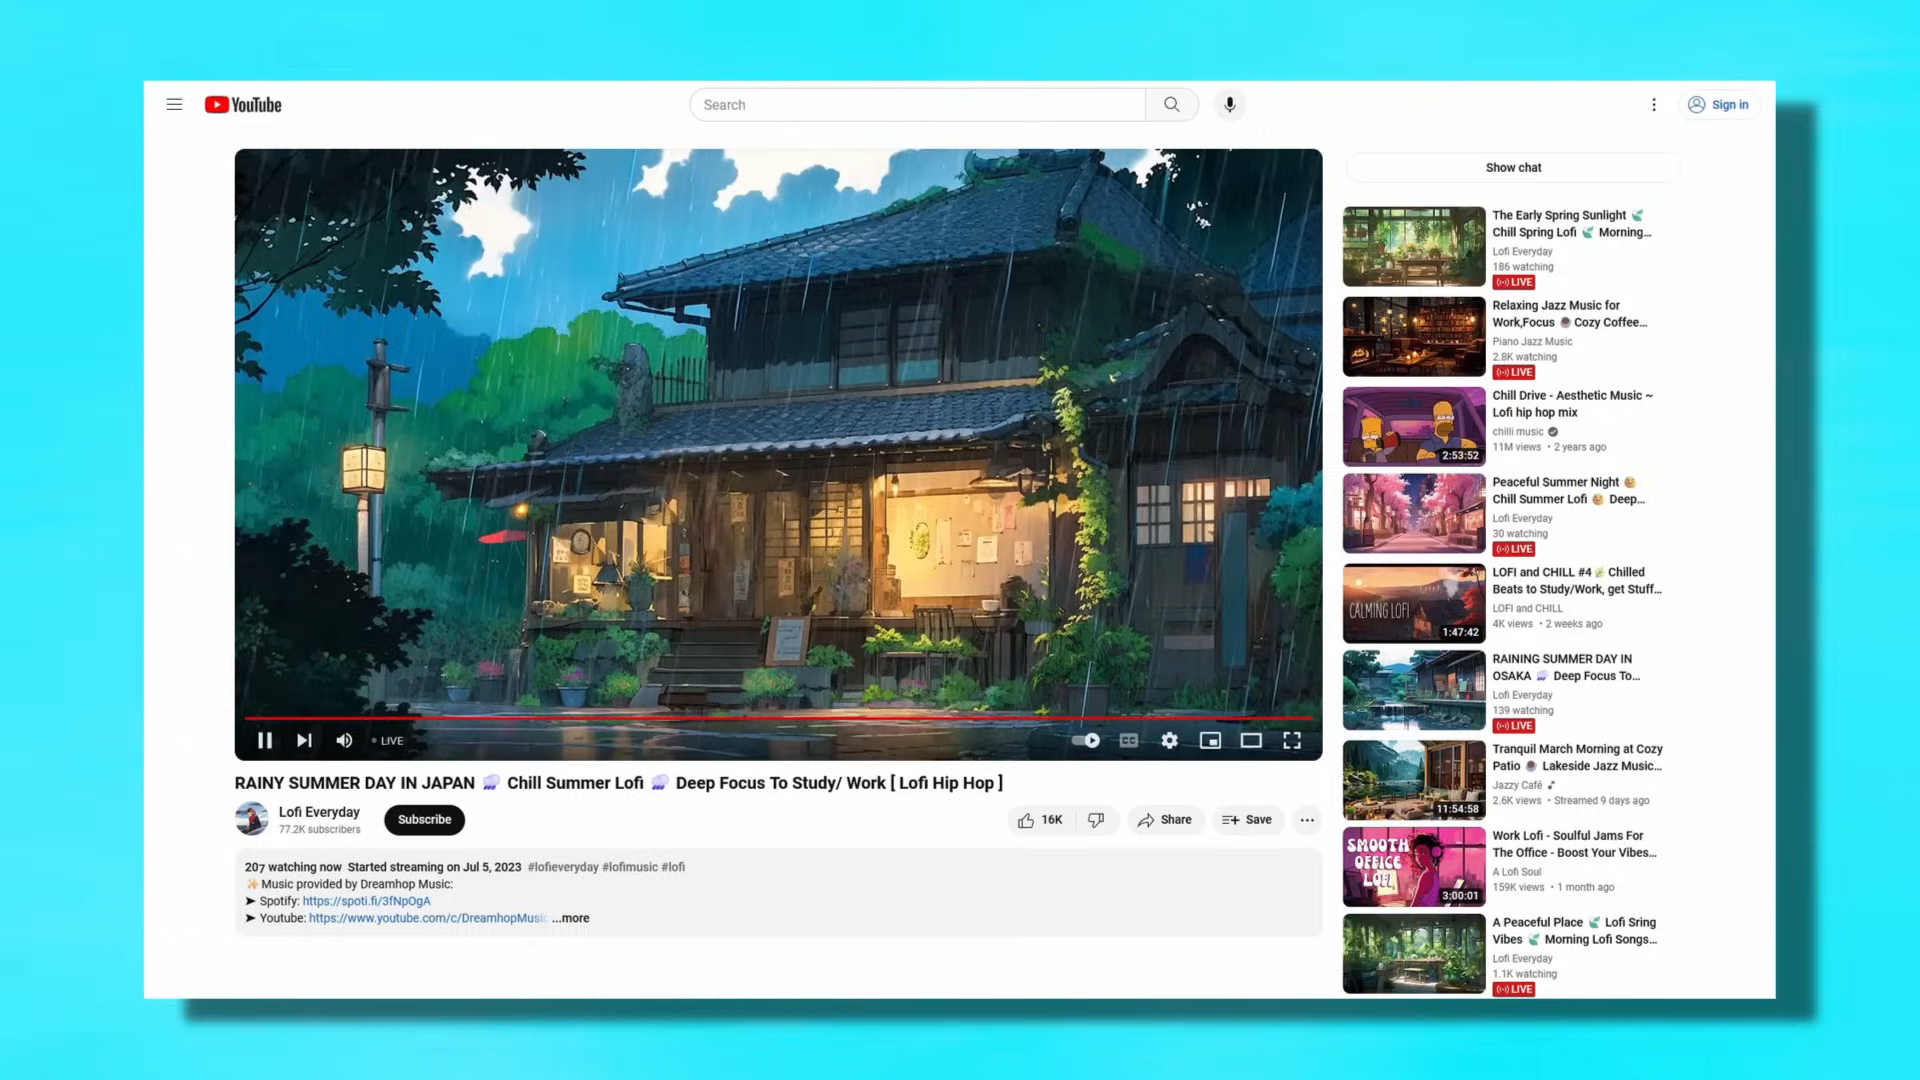 YouTube
Search
Sign in
Show chat
LIVE
RAINY SUMMER DAY IN JAPAN 🌧️ Chill Summer Lofi 🌧️ Deep Focus To Study/ Work [ Lofi Hip Hop ]
Lofi Everyday
77.2K subscribers
Subscribe
16K
Share
Save
207 watching now Started streaming on Jul 5, 2023 #lofieveryday #lofimusic #lofi
✨ Music provided by Dreamhop Music:
➤ Spotify: https://spoti.fi/3fNpOgA
➤ Youtube: https://www.youtube.com/c/DreamhopMusic ...more
The Early Spring Sunlight 🍃
Chill Spring Lofi 🍃 Morning...
Lofi Everyday
186 watching
LIVE
Relaxing Jazz Music for
Work,Focus ☕ Cozy Coffee...
Piano Jazz Music
2.8K watching
LIVE
2:53:52
Chill Drive - Aesthetic Music ~
Lofi hip hop mix
chilli music
11M views • 2 years ago
Peaceful Summer Night 🥱
Chill Summer Lofi 🥱 Deep...
Lofi Everyday
30 watching
LIVE
CALMING LOFI
1:47:42
LOFI and CHILL #4 🌿 Chilled
Beats to Study/Work, get Stuff...
LOFI and CHILL
4K views • 2 weeks ago
RAINING SUMMER DAY IN
OSAKA 🌧️ Deep Focus To...
Lofi Everyday
139 watching
LIVE
11:54:58
Tranquil March Morning at Cozy
Patio ☕ Lakeside Jazz Music...
Jazzy Café 🎵
2.6K views • Streamed 9 days ago
SMOOTH
OFFICE
LOFI
3:00:01
Work Lofi - Soulful Jams For
The Office - Boost Your Vibes...
A Lofi Soul
159K views • 1 month ago
A Peaceful Place 🍃 Lofi Sring
Vibes 🍃 Morning Lofi Songs...
Lofi Everyday
1.1K watching
LIVE